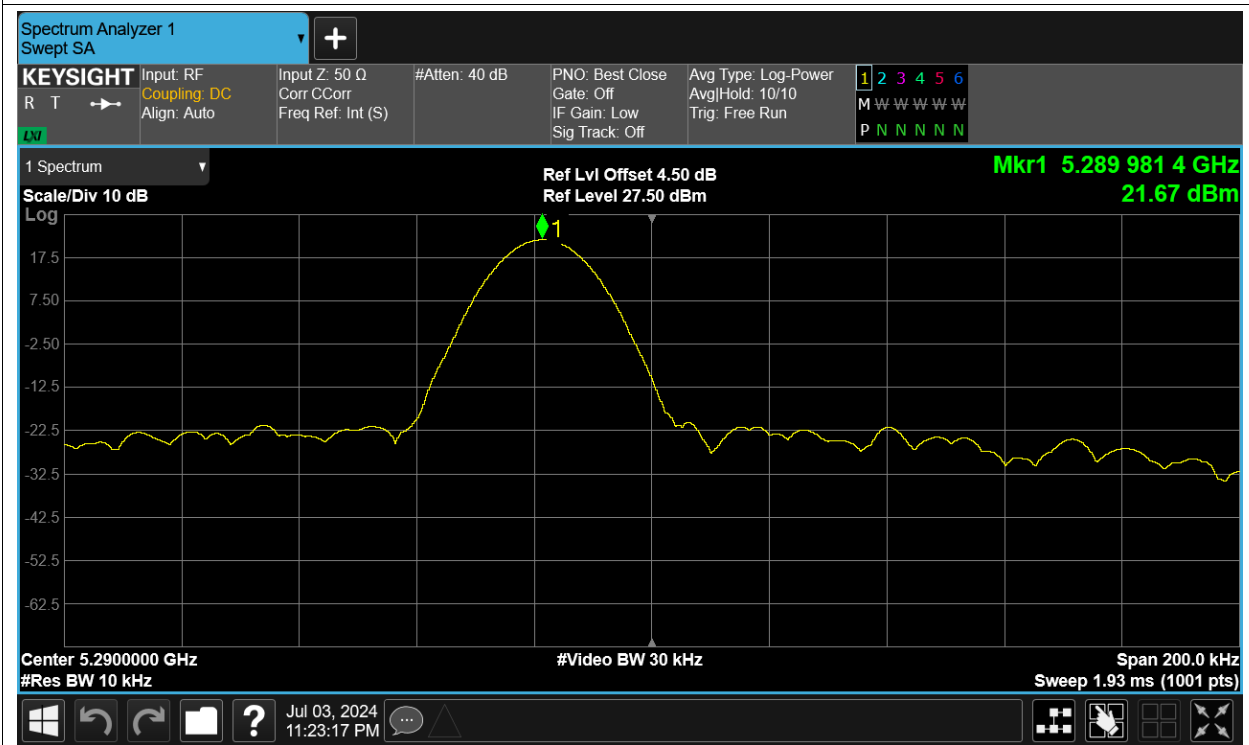 Spectrum Analyzer 1
Swept SA
KEYSIGHT
R T
LXI
Input: RF
Coupling: DC
Align: Auto
Input Z: 50 Ω
Corr CCorr
Freq Ref: Int (S)
#Atten: 40 dB
PNO: Best Close
Gate: Off
IF Gain: Low
Sig Track: Off
Avg Type: Log-Power
Avg|Hold: 10/10
Trig: Free Run
1 2 3 4 5 6
M W W W W W W
P N N N N N N
1 Spectrum
Scale/Div 10 dB
Log
Ref Lvl Offset 4.50 dB
Ref Level 27.50 dBm
Mkr1 5.289 981 4 GHz
21.67 dBm
1
17.5
7.50
-2.50
-12.5
-22.5
-32.5
-42.5
-52.5
-62.5
Center 5.2900000 GHz
#Video BW 30 kHz
Span 200.0 kHz
#Res BW 10 kHz
Sweep 1.93 ms (1001 pts)
?
Jul 03, 2024
11:23:17 PM